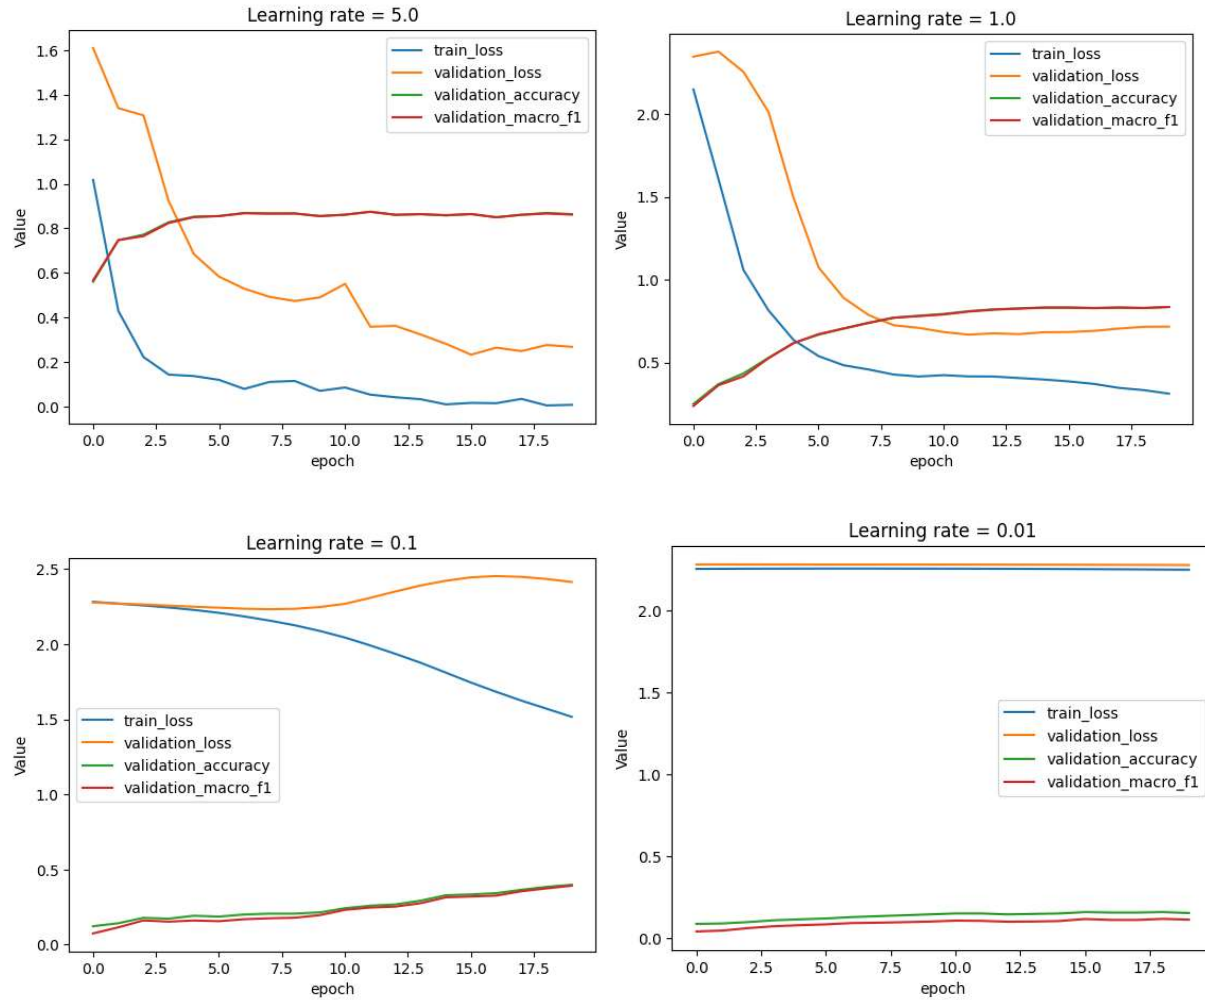 Learning rate = 5.0
1.6
1.4
1.2
1.0
0.8
0.6
0.4
0.2
0.0
Value
train_loss
validation_loss
validation_accuracy
validation_macro_f1
0.0 2.5 5.0 7.5 10.0 12.5 15.0 17.5
epoch
Learning rate = 1.0
2.0
1.5
1.0
0.5
Value
train_loss
validation_loss
validation_accuracy
validation_macro_f1
0.0 2.5 5.0 7.5 10.0 12.5 15.0 17.5
epoch
Learning rate = 0.1
2.5
2.0
1.5
1.0
0.5
0.0
Value
train_loss
validation_loss
validation_accuracy
validation_macro_f1
0.0 2.5 5.0 7.5 10.0 12.5 15.0 17.5
epoch
Learning rate = 0.01
2.0
1.5
1.0
0.5
0.0
Value
train_loss
validation_loss
validation_accuracy
validation_macro_f1
0.0 2.5 5.0 7.5 10.0 12.5 15.0 17.5
epoch